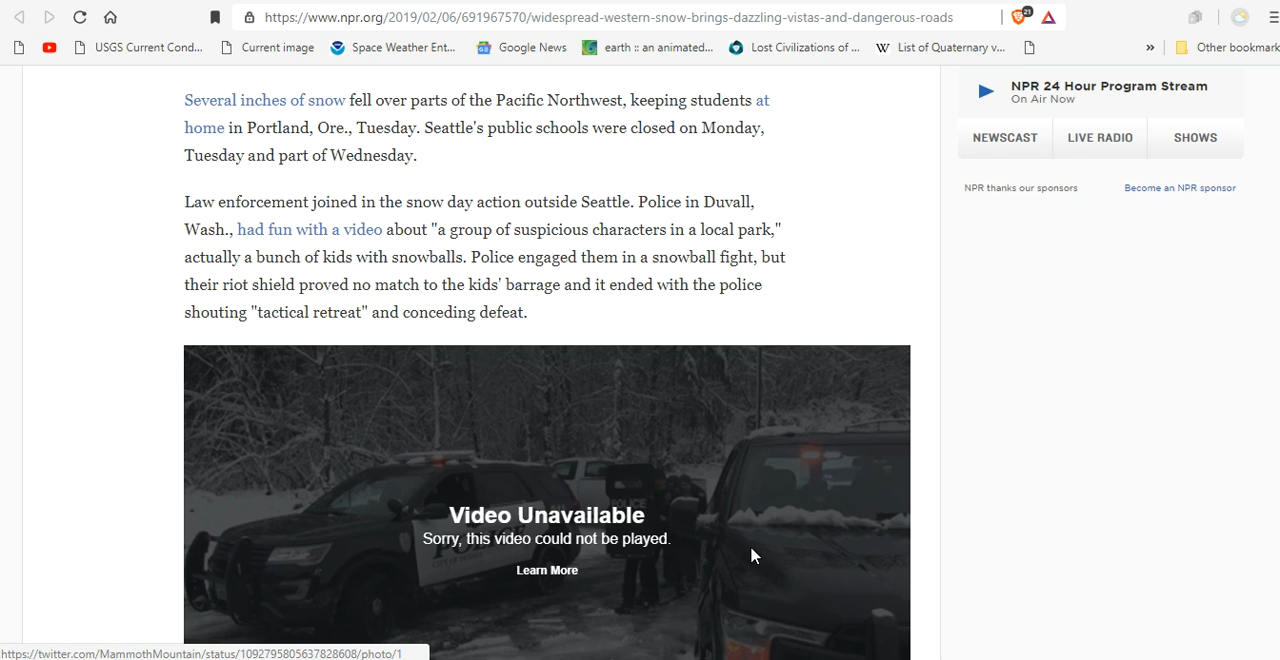 https://www.npr.org/2019/02/06/691967570/widespread-western-snow-brings-dazzling-vistas-and-dangerous-roads
21
USGS Current Cond...
Current image
Space Weather Ent...
Google News
earth :: an animated...
Lost Civilizations of ...
W
List of Quaternary v...
»
Other bookmark
Several inches of snow fell over parts of the Pacific Northwest, keeping students at
home in Portland, Ore., Tuesday. Seattle's public schools were closed on Monday,
Tuesday and part of Wednesday.
Law enforcement joined in the snow day action outside Seattle. Police in Duvall,
Wash., had fun with a video about "a group of suspicious characters in a local park,"
actually a bunch of kids with snowballs. Police engaged them in a snowball fight, but
their riot shield proved no match to the kids' barrage and it ended with the police
shouting "tactical retreat" and conceding defeat.
NPR 24 Hour Program Stream
On Air Now
NEWSCAST
LIVE RADIO
SHOWS
NPR thanks our sponsors
Become an NPR sponsor
POLICE
POLICE
Video Unavailable
Sorry, this video could not be played.
Learn More
https://twitter.com/MammothMountain/status/1092795805637828608/photo/1